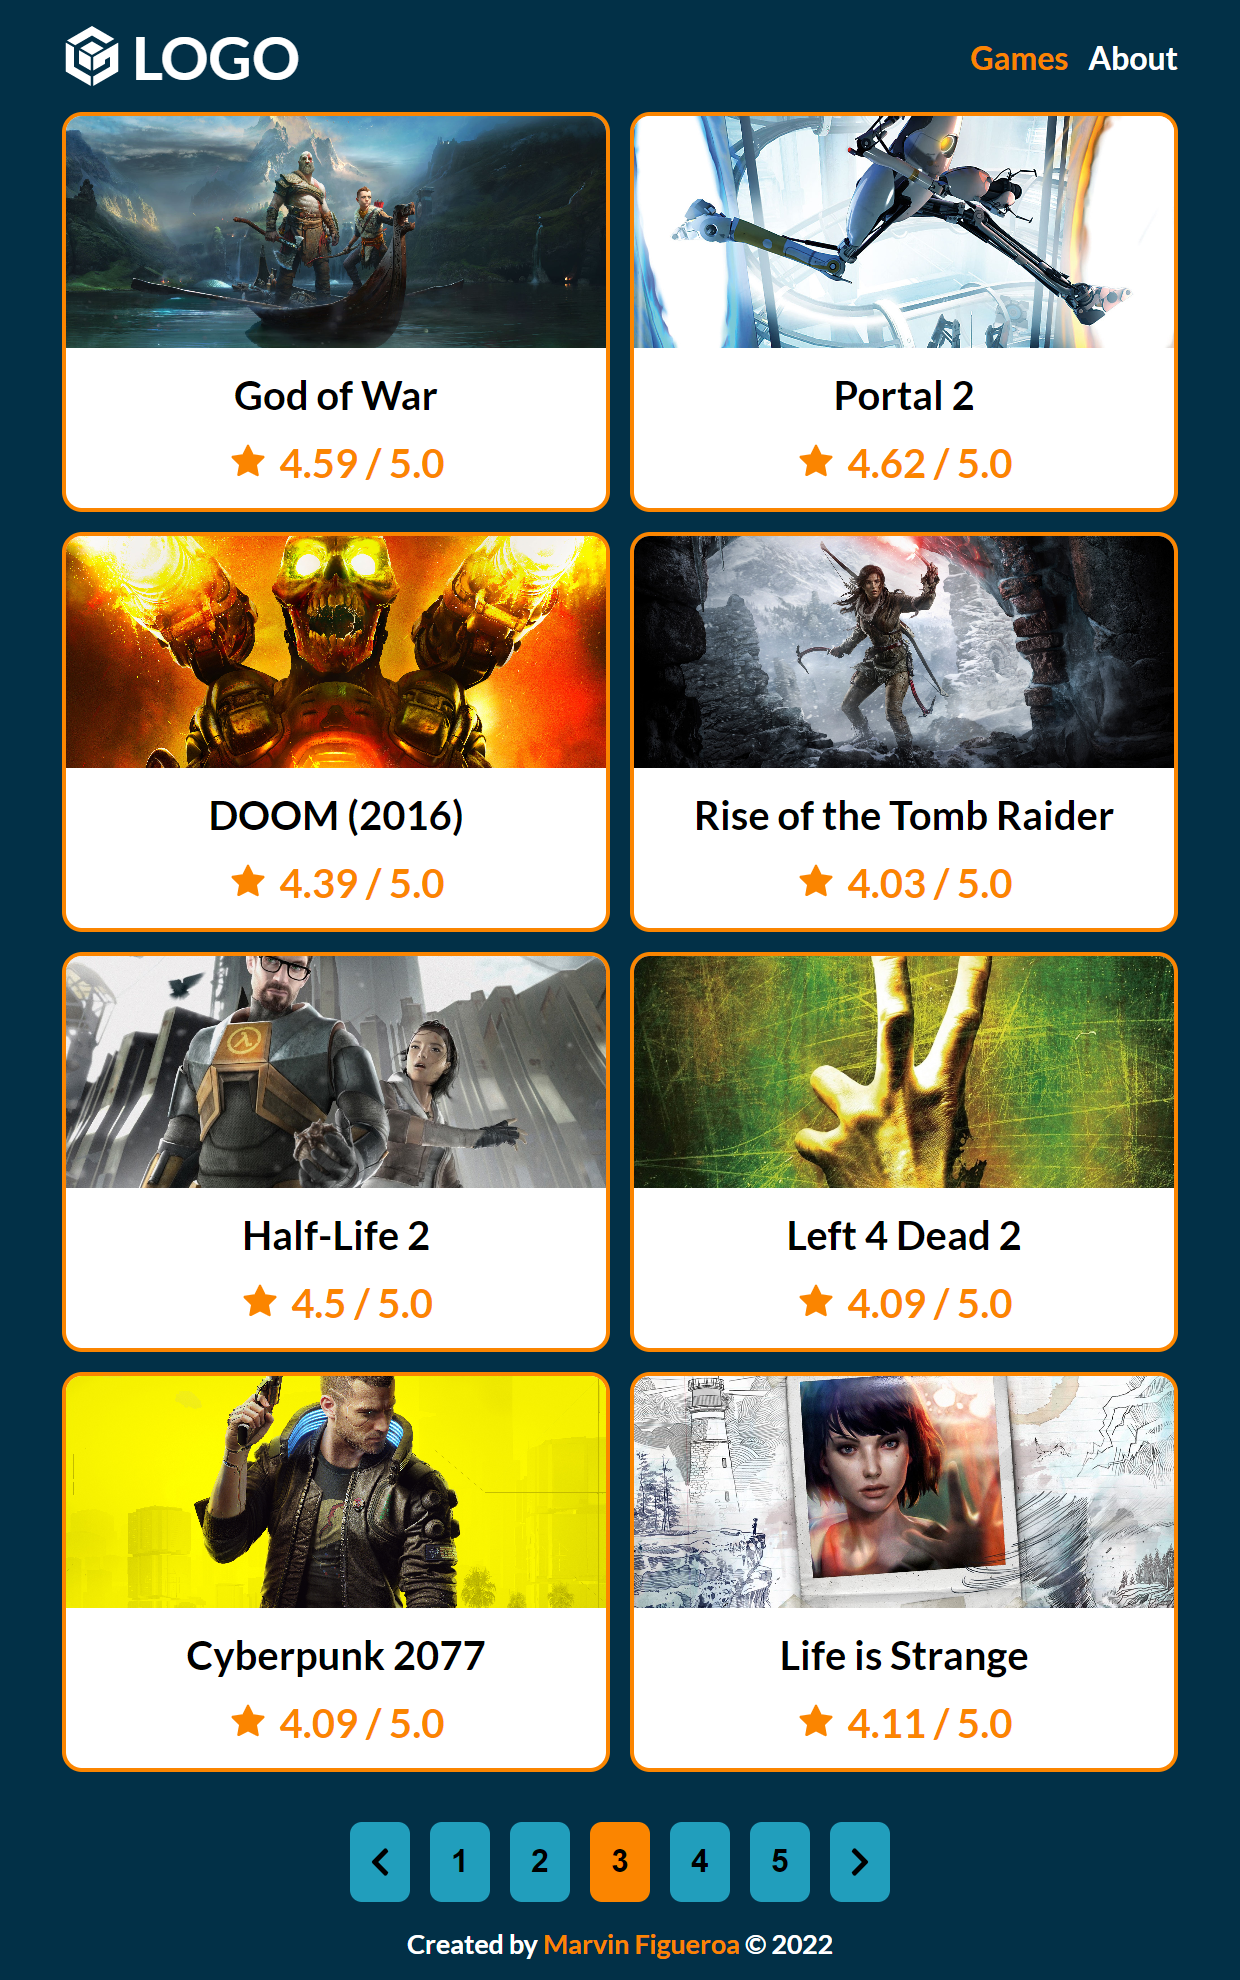 LOGO
Games About
God of War
4.59 / 5.0
Portal 2
4.62 / 5.0
DOOM (2016)
4.39 / 5.0
Rise of the Tomb Raider
4.03 / 5.0
Half-Life 2
4.5 / 5.0
Left 4 Dead 2
4.09 / 5.0
Cyberpunk 2077
4.09 / 5.0
Life is Strange
4.11 / 5.0
1 2 3 4 5
Created by Marvin Figueroa © 2022